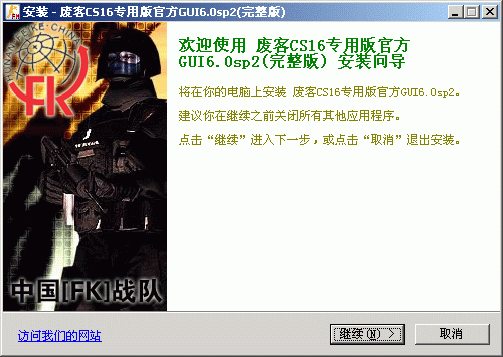 安装 - 废客CS16专用版官方GUI6.0sp2(完整版)
FK
中国[FK]战队
欢迎使用 废客CS16专用版官方
GUI6.0sp2(完整版) 安装向导
将在你的电脑上安装 废客CS16专用版官方GUI6.0sp2。
建议你在继续之前关闭所有其他应用程序。
点击“继续”进入下一步，或点击“取消”退出安装。
访问我们的网站
继续(N) >
取消